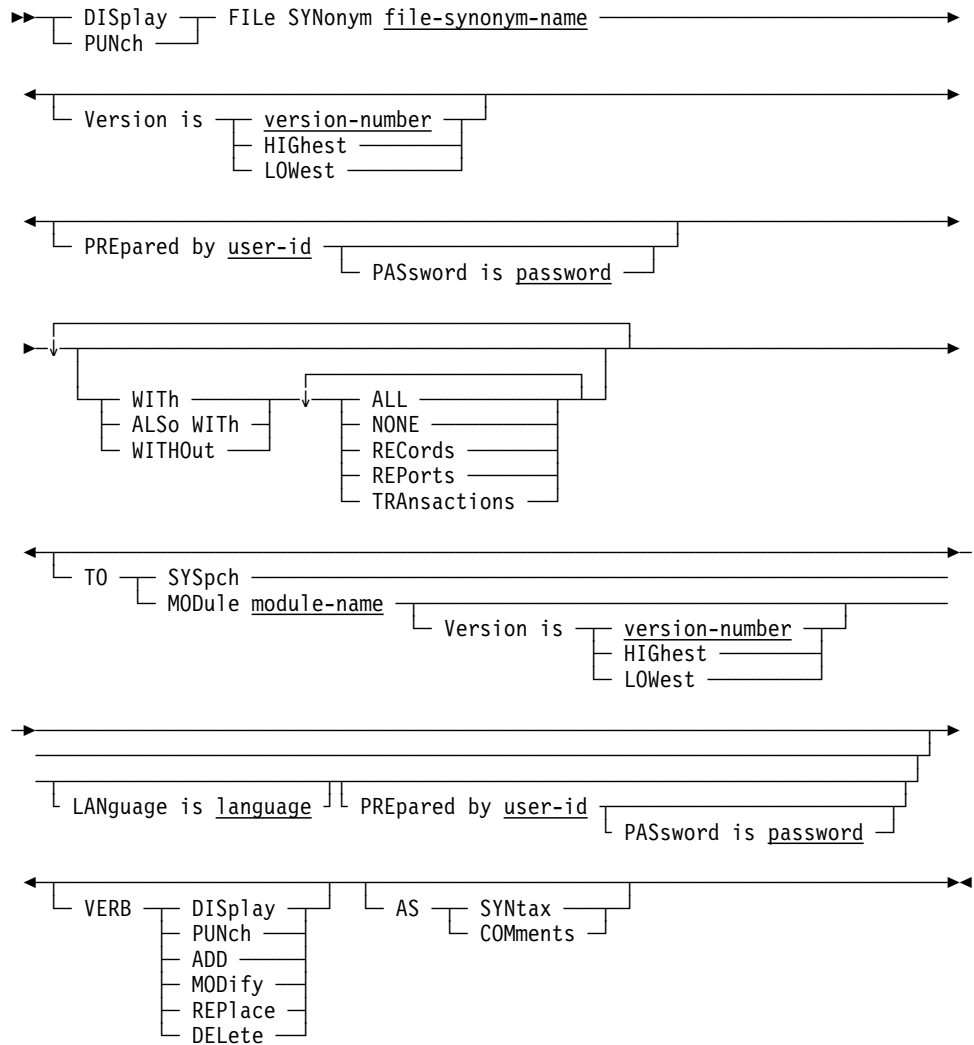 DISplay FILe SYNonym file-synonym-name
PUNch
Version is version-number
HIGhest
LOWest
PREpared by user-id
PASsword is password
WITh ALL
ALSo WITh NONE
WITHOut RECords
REPorts
TRAnsactions
TO SYSpch
MODule module-name
Version is version-number
HIGhest
LOWest
LANguage is language PREpared by user-id
PASsword is password
VERB DISplay AS SYNtax
PUNch COMments
ADD
MODify
REPlace
DELete